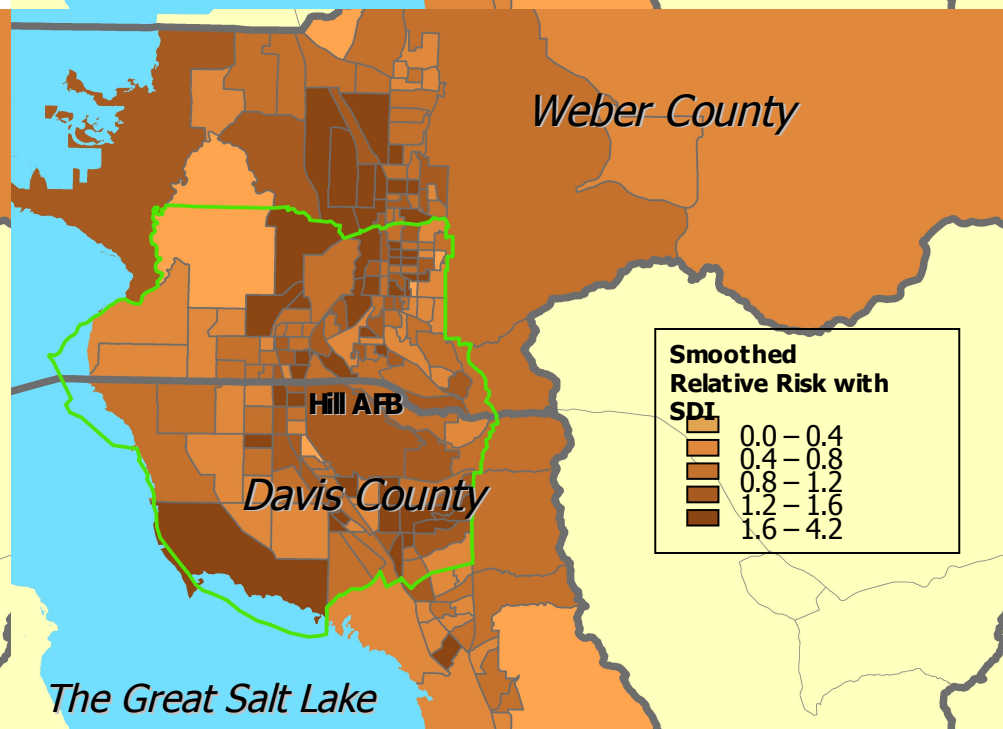 Weber County
Smoothed
Relative Risk with
SDI
0.0 – 0.4
0.4 – 0.8
0.8 – 1.2
1.2 – 1.6
1.6 – 4.2
Hill AFB
Davis County
The Great Salt Lake